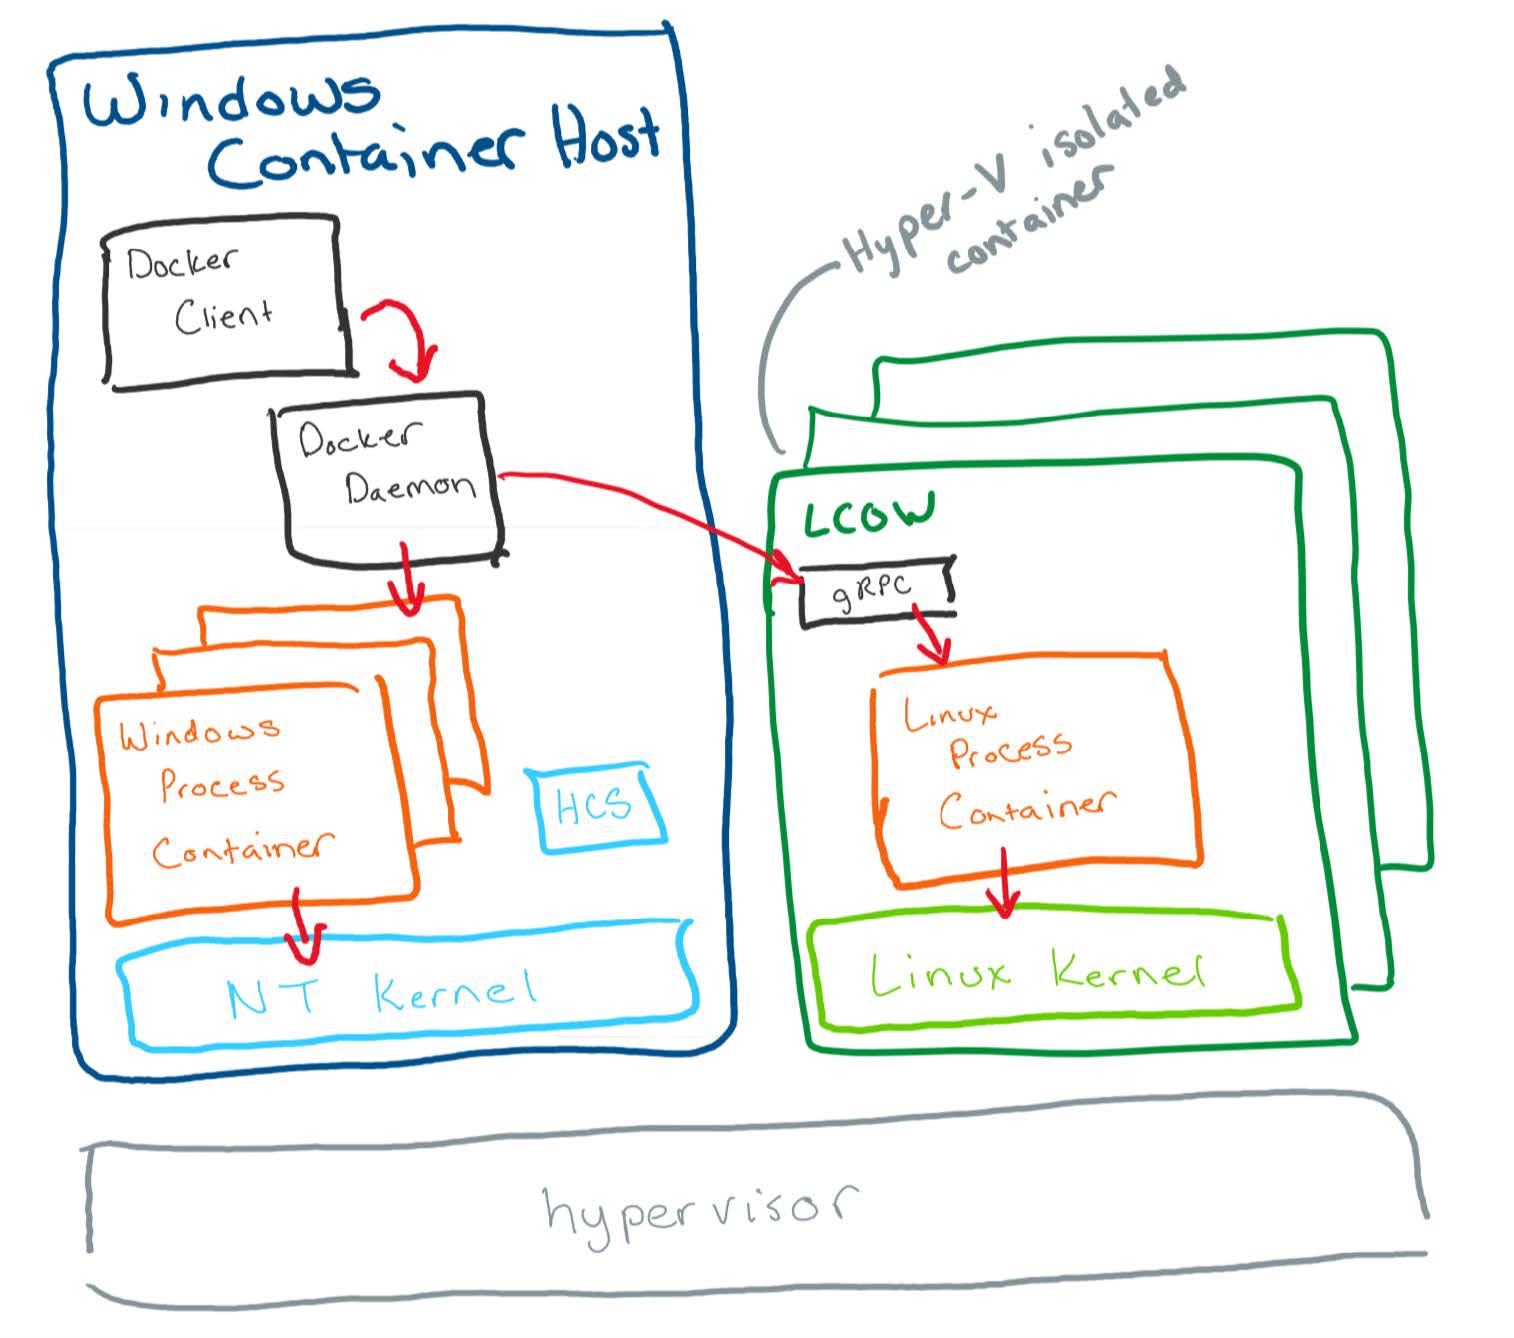 Windows
Container Host
Docker
Client
Docker
Daemon
Windows
Process
Container
HCS
NT Kernel
Hyper-V isolated
container
LCOW
gRPC
Linux
Process
Container
Linux Kernel
hypervisor